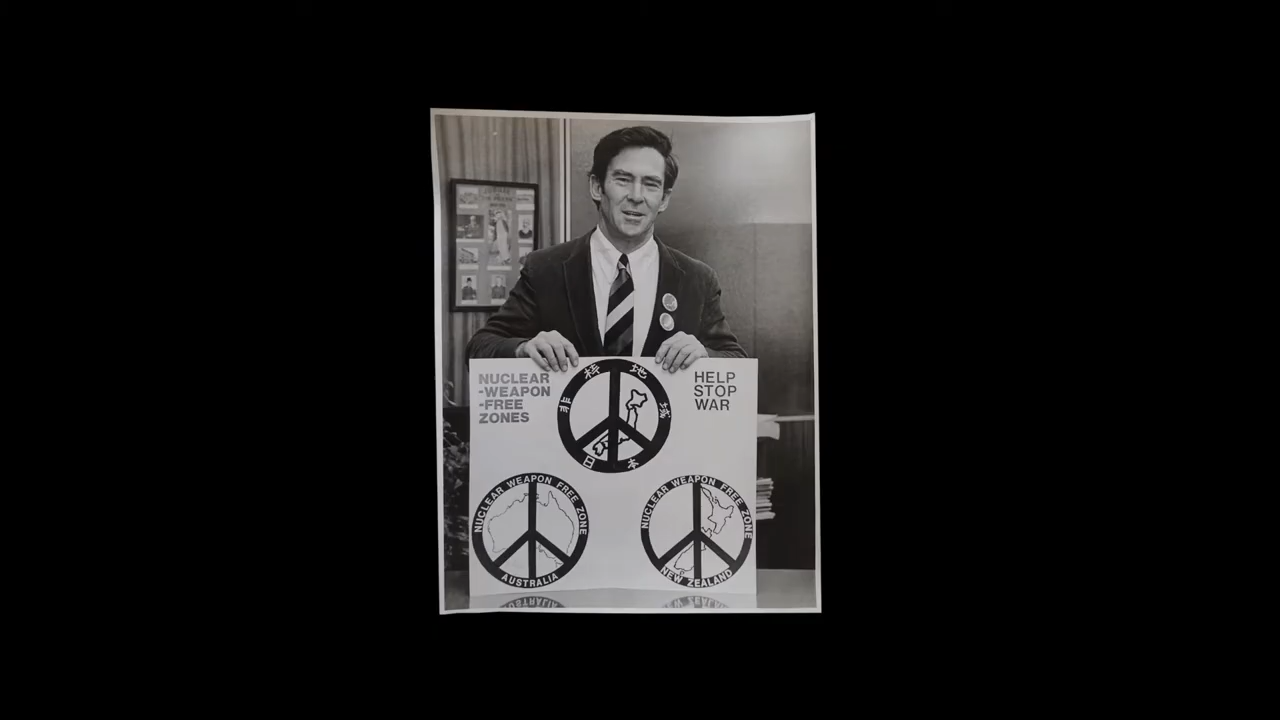 NUCLEAR
-WEAPON
-FREE
ZONES
HELP
STOP
WAR
非核地域
日本
NUCLEAR WEAPON FREE ZONE
AUSTRALIA
NUCLEAR WEAPON FREE ZONE
NEW ZEALAND